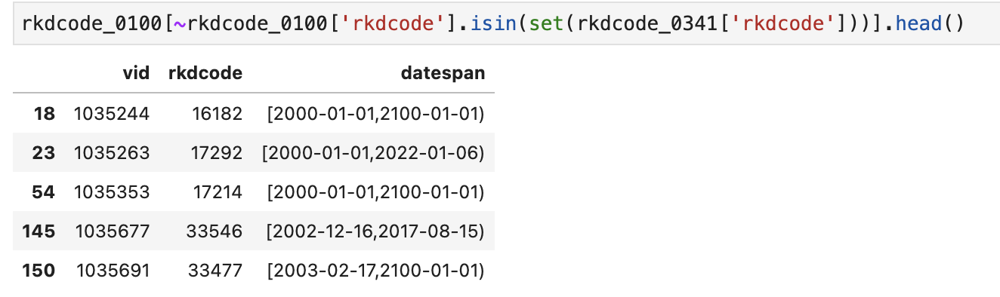 rkdcode_0100[~rkdcode_0100['rkdcode'].isin(set(rkdcode_0341['rkdcode']))].head()
vid rkdcode datespan
18 1035244 16182 [2000-01-01,2100-01-01)
23 1035263 17292 [2000-01-01,2022-01-06)
54 1035353 17214 [2000-01-01,2100-01-01)
145 1035677 33546 [2002-12-16,2017-08-15)
150 1035691 33477 [2003-02-17,2100-01-01)